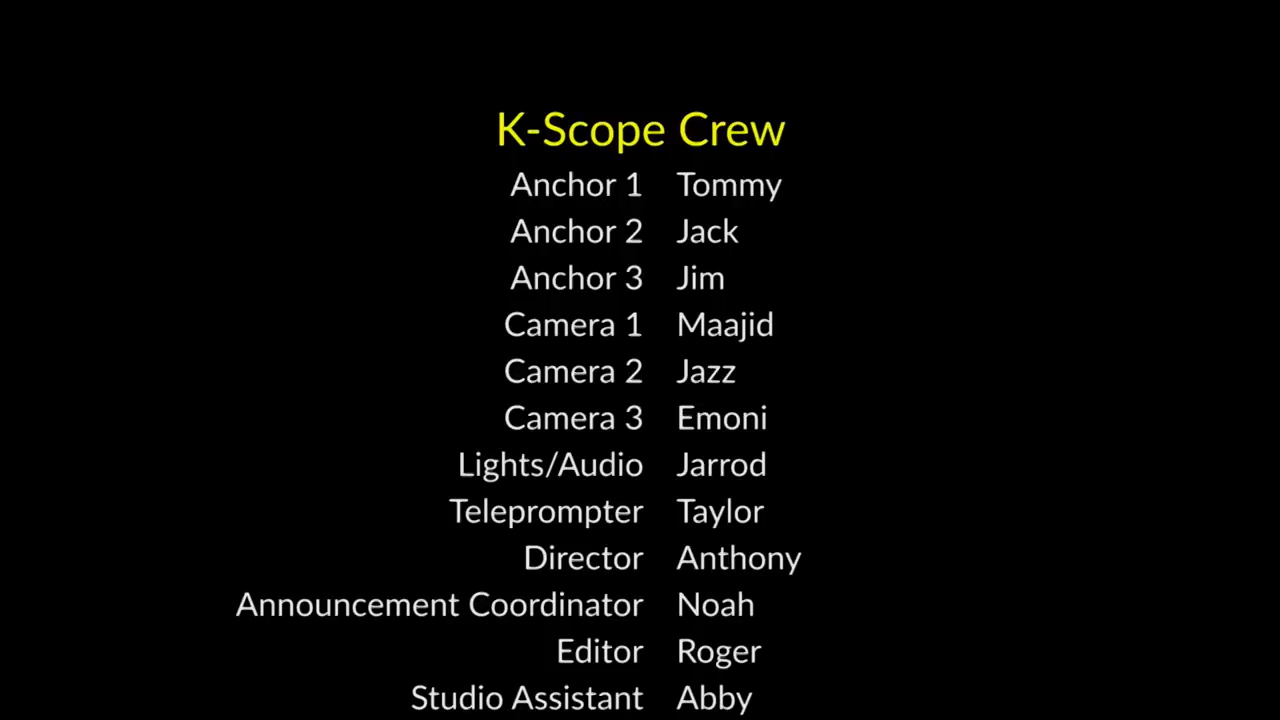 K-Scope Crew
Anchor 1 Tommy
Anchor 2 Jack
Anchor 3 Jim
Camera 1 Maajid
Camera 2 Jazz
Camera 3 Emoni
Lights/Audio Jarrod
Teleprompter Taylor
Director Anthony
Announcement Coordinator Noah
Editor Roger
Studio Assistant Abby